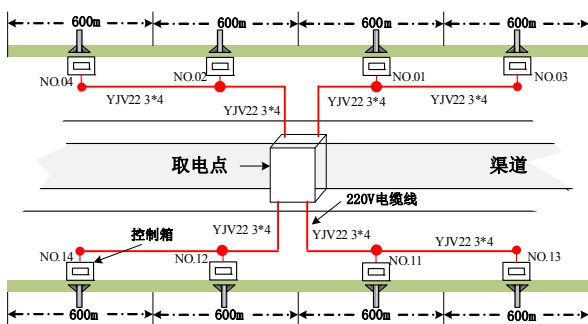 600m 600m 600m 600m
NO.04 NO.02 NO.01 NO.03
YJV22 3*4 YJV22 3*4 YJV22 3*4 YJV22 3*4
取电点 渠道
220V电缆线
控制箱 YJV22 3*4 YJV22 3*4 YJV22 3*4 YJV22 3*4
NO.14 NO.12 NO.11 NO.13
600m 600m 600m 600m